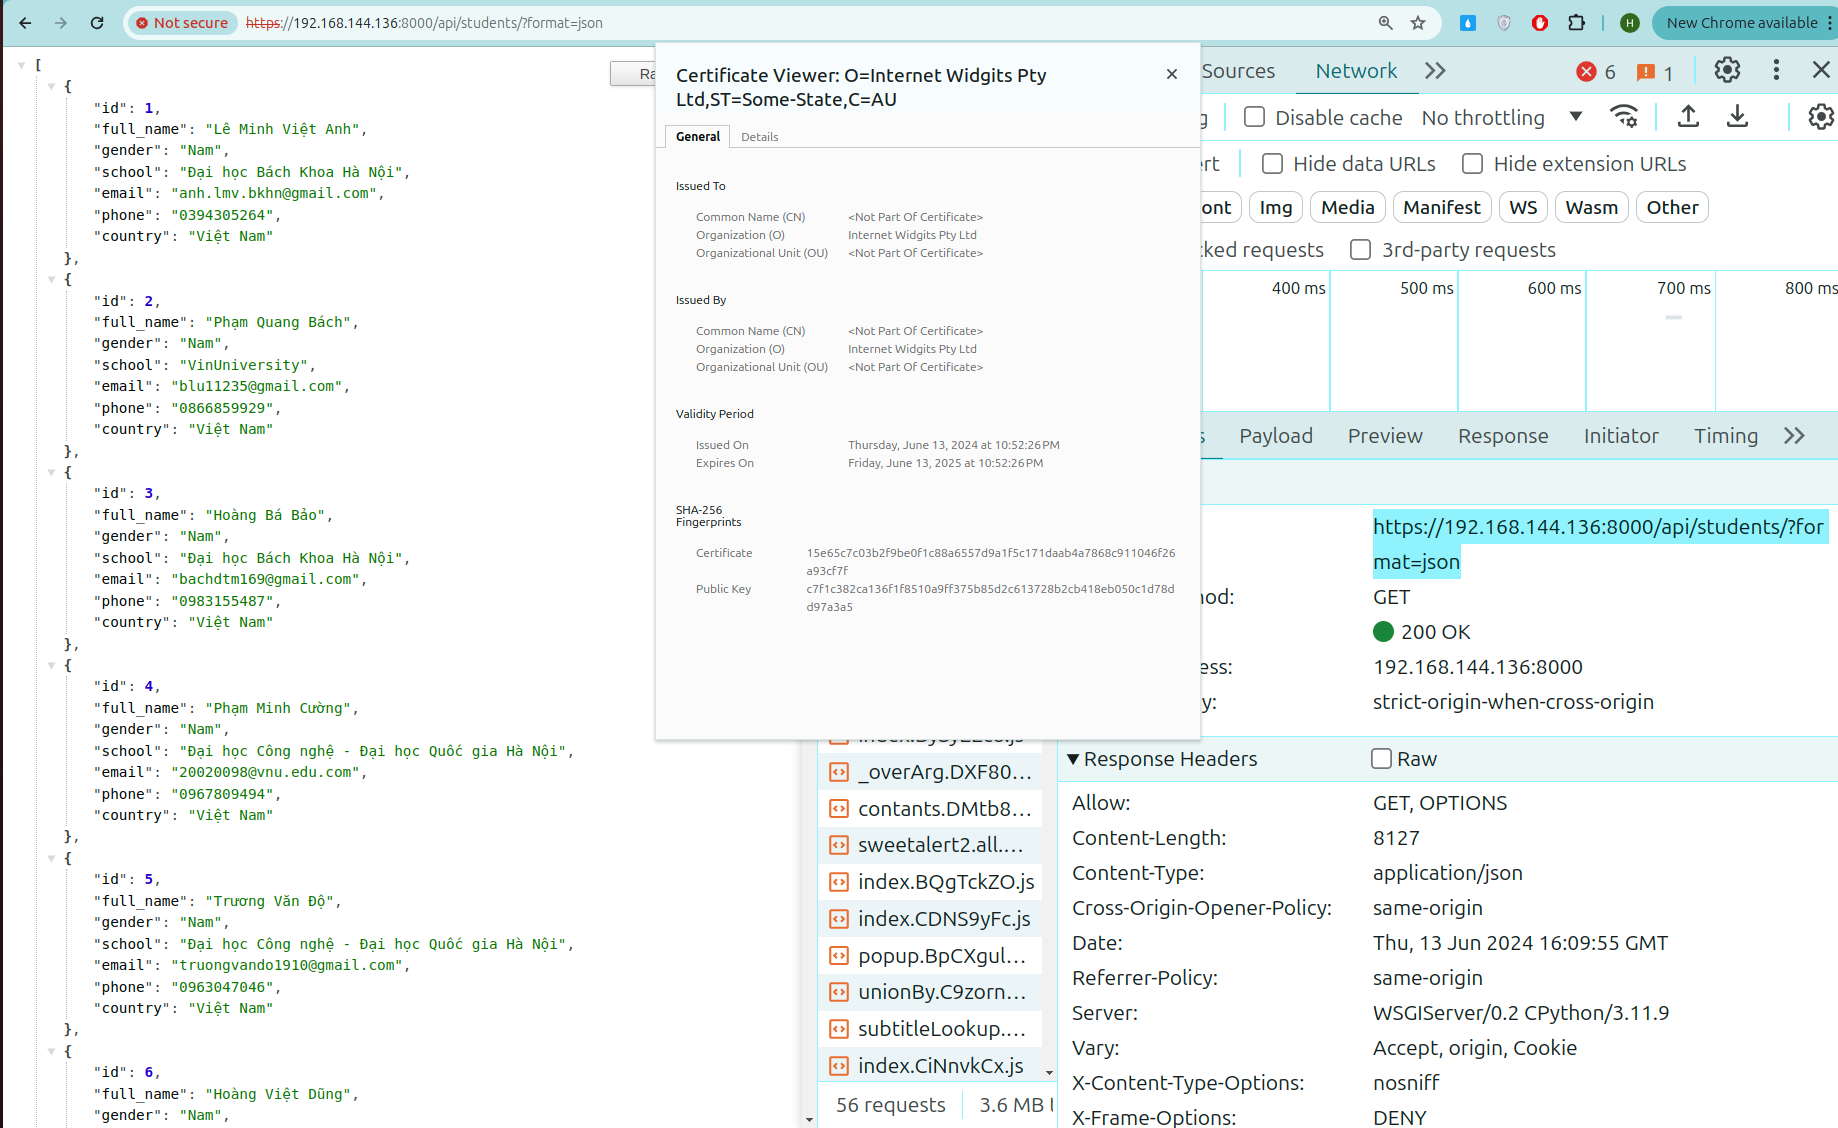 Not secure https://192.168.144.136:8000/api/students/?format=json
H
New Chrome available
[
{
"id": 1,
"full_name": "Lê Minh Việt Anh",
"gender": "Nam",
"school": "Đại học Bách Khoa Hà Nội",
"email": "anh.lmv.bkhn@gmail.com",
"phone": "0394305264",
"country": "Việt Nam"
},
{
"id": 2,
"full_name": "Phạm Quang Bách",
"gender": "Nam",
"school": "VinUniversity",
"email": "blu11235@gmail.com",
"phone": "0866859929",
"country": "Việt Nam"
},
{
"id": 3,
"full_name": "Hoàng Bá Bảo",
"gender": "Nam",
"school": "Đại học Bách Khoa Hà Nội",
"email": "bachdtm169@gmail.com",
"phone": "0983155487",
"country": "Việt Nam"
},
{
"id": 4,
"full_name": "Phạm Minh Cường",
"gender": "Nam",
"school": "Đại học Công nghệ - Đại học Quốc gia Hà Nội",
"email": "20020098@vnu.edu.com",
"phone": "0967809494",
"country": "Việt Nam"
},
{
"id": 5,
"full_name": "Trương Văn Độ",
"gender": "Nam",
"school": "Đại học Công nghệ - Đại học Quốc gia Hà Nội",
"email": "truongvando1910@gmail.com",
"phone": "0963047046",
"country": "Việt Nam"
},
{
"id": 6,
"full_name": "Hoàng Việt Dũng",
"gender": "Nam",
Certificate Viewer: O=Internet Widgits Pty
Ltd,ST=Some-State,C=AU
General Details
Issued To
Common Name (CN) <Not Part Of Certificate>
Organization (O) Internet Widgits Pty Ltd
Organizational Unit (OU) <Not Part Of Certificate>
Issued By
Common Name (CN) <Not Part Of Certificate>
Organization (O) Internet Widgits Pty Ltd
Organizational Unit (OU) <Not Part Of Certificate>
Validity Period
Issued On Thursday, June 13, 2024 at 10:52:26 PM
Expires On Friday, June 13, 2025 at 10:52:26 PM
SHA-256
Fingerprints
Certificate 15e65c7c03b2f9be0f1c88a6557d9a1f5c171daab4a7868c911046f26
a93cf7f
Public Key c7f1c382ca136f1f8510a9ff375b85d2c613728b2cb418eb050c1d78d
d97a3a5
Sources Network 6 1
Disable cache No throttling
Hide data URLs Hide extension URLs
Img Media Manifest WS Wasm Other
requests 3rd-party requests
400 ms 500 ms 600 ms 700 ms 800 ms
Payload Preview Response Initiator Timing
https://192.168.144.136:8000/api/students/?for
mat=json
GET
200 OK
192.168.144.136:8000
strict-origin-when-cross-origin
_overArg.DXF80…
contants.DMtb8…
sweetalert2.all.…
index.BQgTckZO.js
index.CDNS9yFc.js
popup.BpCXgul…
unionBy.C9zorn…
subtitleLookup.…
index.CiNnvkCx.js
56 requests 3.6 MB
Response Headers Raw
Allow: GET, OPTIONS
Content-Length: 8127
Content-Type: application/json
Cross-Origin-Opener-Policy: same-origin
Date: Thu, 13 Jun 2024 16:09:55 GMT
Referrer-Policy: same-origin
Server: WSGIServer/0.2 CPython/3.11.9
Vary: Accept, origin, Cookie
X-Content-Type-Options: nosniff
X-Frame-Options: DENY